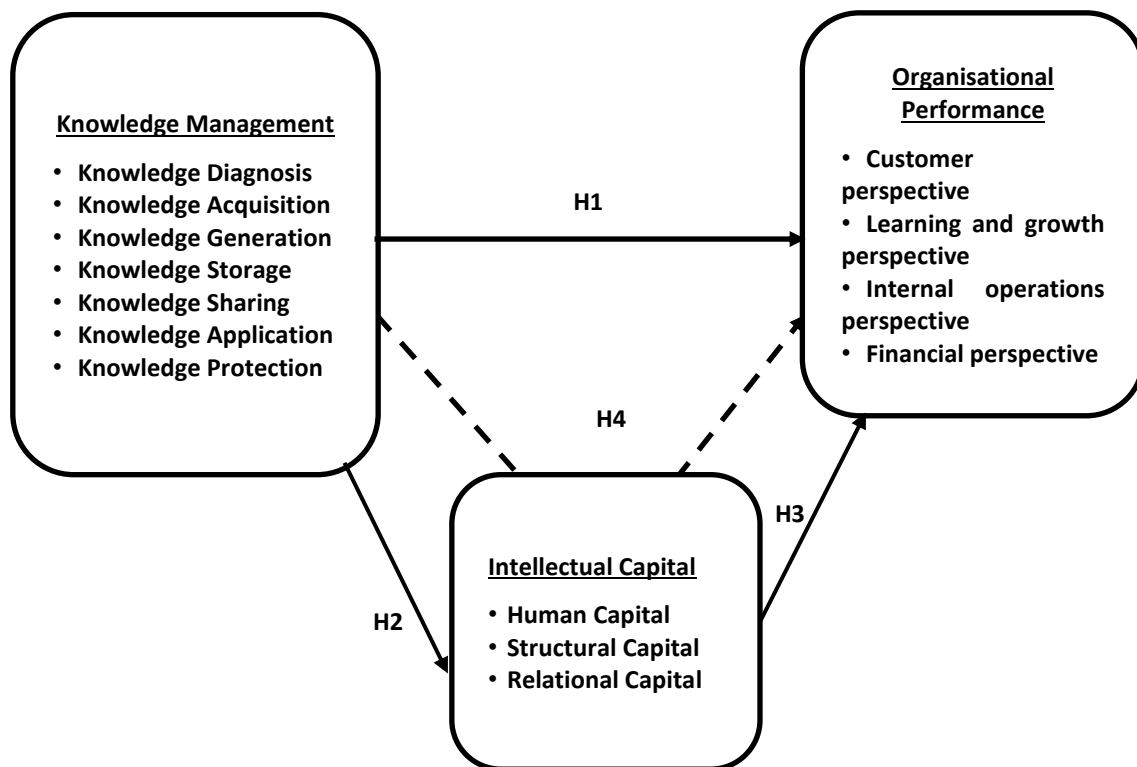 Knowledge Management
• Knowledge Diagnosis
• Knowledge Acquisition
• Knowledge Generation
• Knowledge Storage
• Knowledge Sharing
• Knowledge Application
• Knowledge Protection
H1
Organisational
Performance
• Customer
perspective
• Learning and growth
perspective
• Internal operations
perspective
• Financial perspective
H4
H2
H3
Intellectual Capital
• Human Capital
• Structural Capital
• Relational Capital